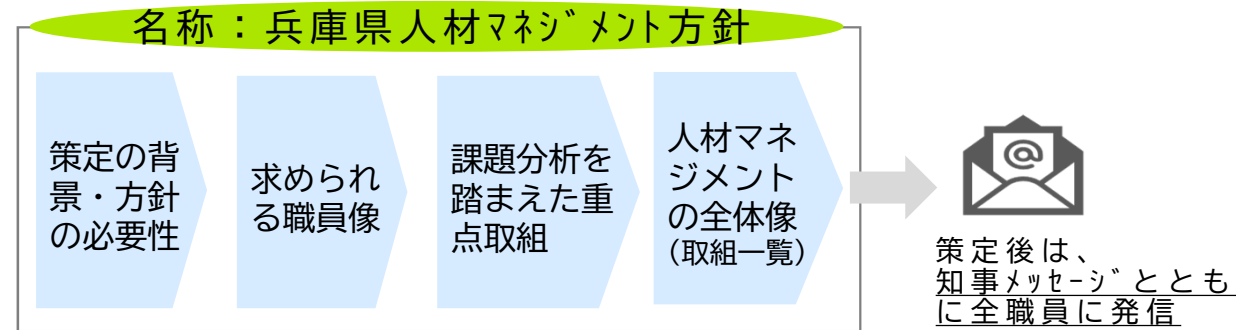 名称：兵庫県人材ﾏﾈｼﾞﾒﾝﾄ方針
策定の背
景・方針
の必要性
求められ
る職員像
課題分析を
踏まえた重
点取組
人材マネ
ジメント
の全体像
（取組一覧）
@
策定後は、
知事ﾒｯｾｰｼﾞととも
に全職員に発信